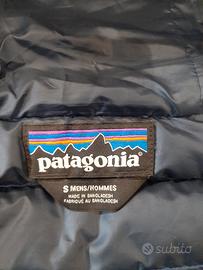 patagonia
S MENS/HOMMES
MADE IN BANGLADESH
FABRIQUÉ AU BANGLADESH
subito